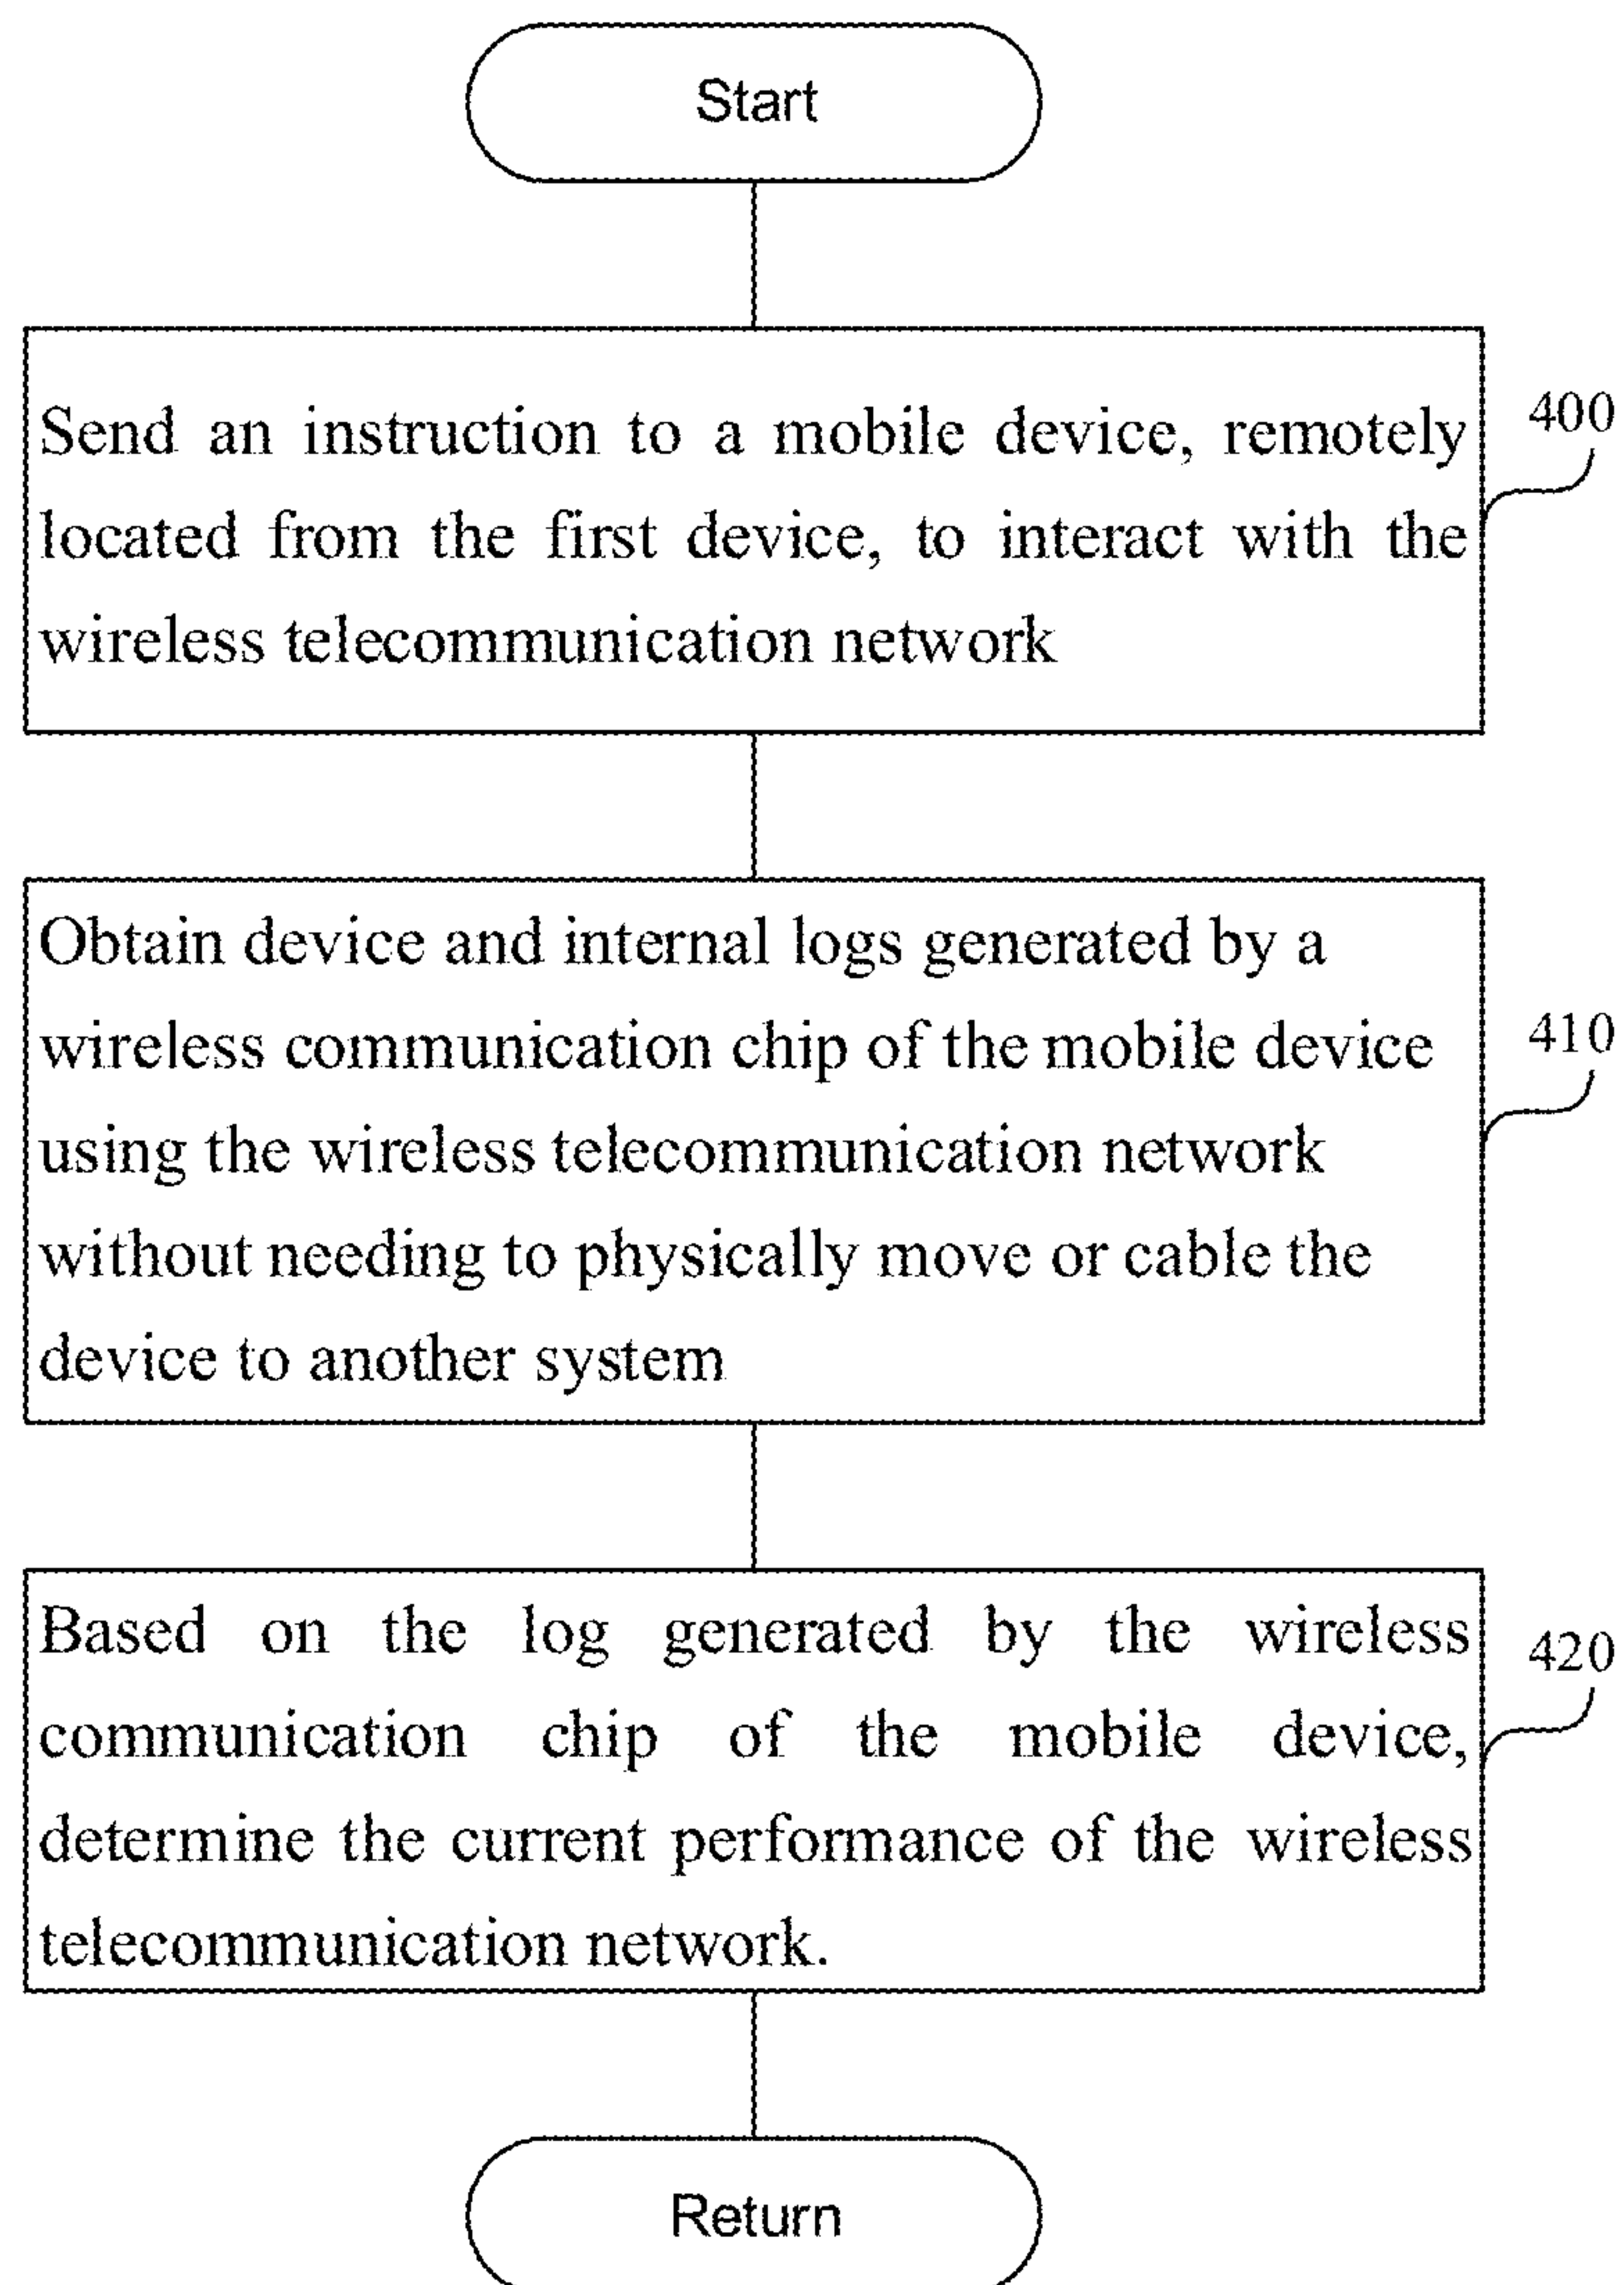 Start
Send an instruction to a mobile device, remotely
400
located from the first device, to interact with the
wireless telecommunication network
Obtain device and internal logs generated by a
wireless communication chip of the mobile device
410
using the wireless telecommunication network
without needing to physically move or cable the
device to another system
Based on the log generated by the wireless
420
communication chip of the mobile device,
determine the current performance of the wireless
telecommunication network.
Return